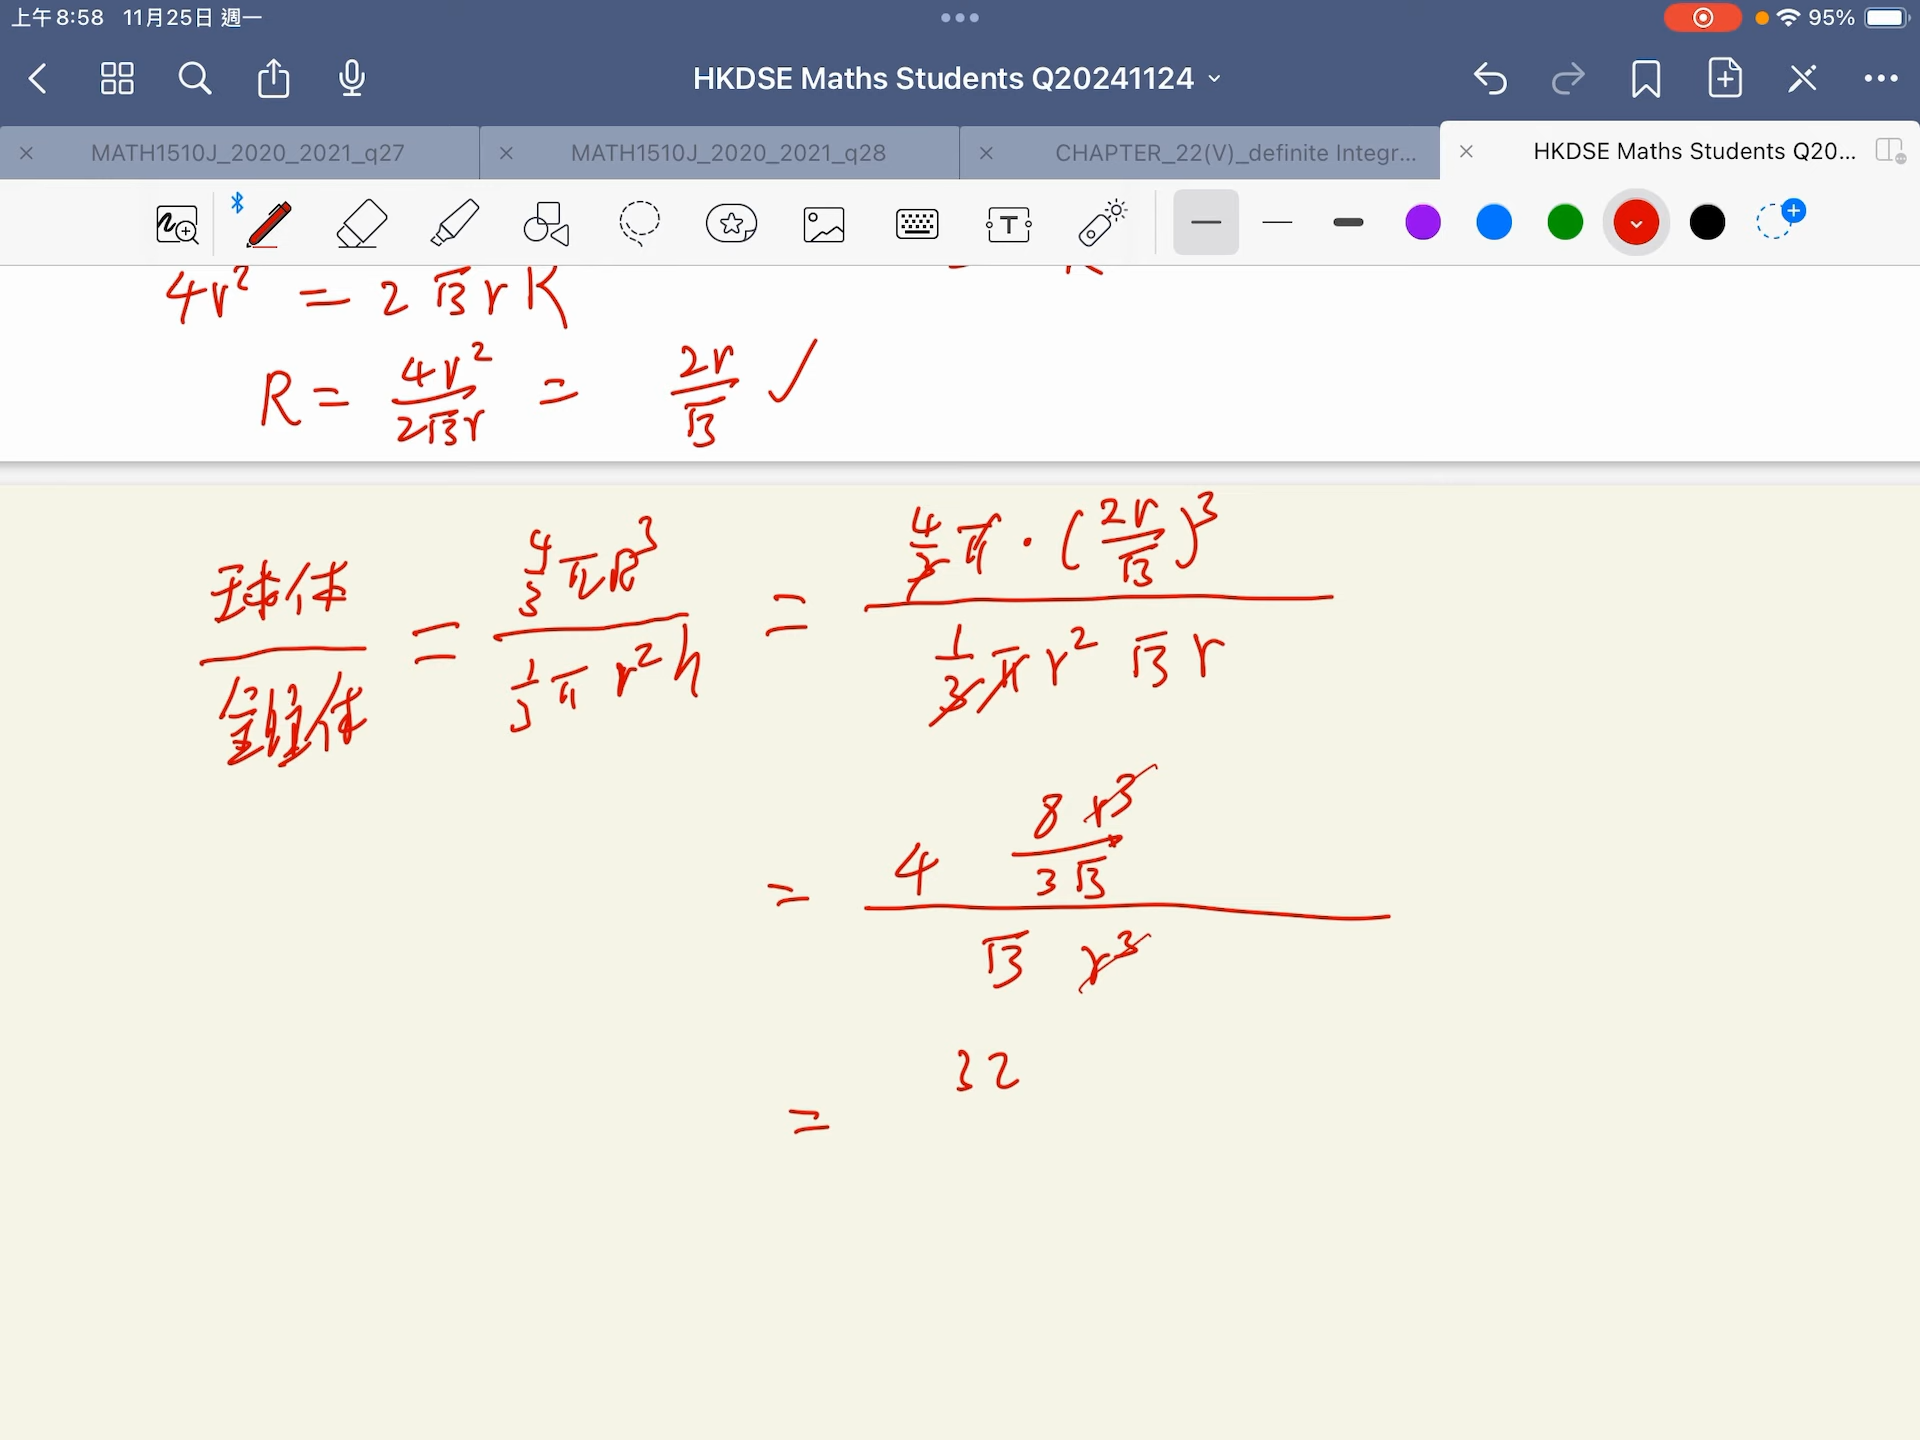 上午8:58 11月25日 週一 95%
HKDSE Maths Students Q20241124
MATH1510J_2020_2021_q27 MATH1510J_2020_2021_q28 CHAPTER_22(V)_definite Integr... HKDSE Maths Students Q20...
4r² = 2√3 r R
R = 4r²/(2√3 r) = 2r/√3 ✓
球体/錐体 = (4/3 π R³)/(1/3 π r² h) = (4/3 π · (2r/√3)³)/(1/3 π r² √3 r)
= (4 (8r³)/(3√3))/(√3 r³)
= 32